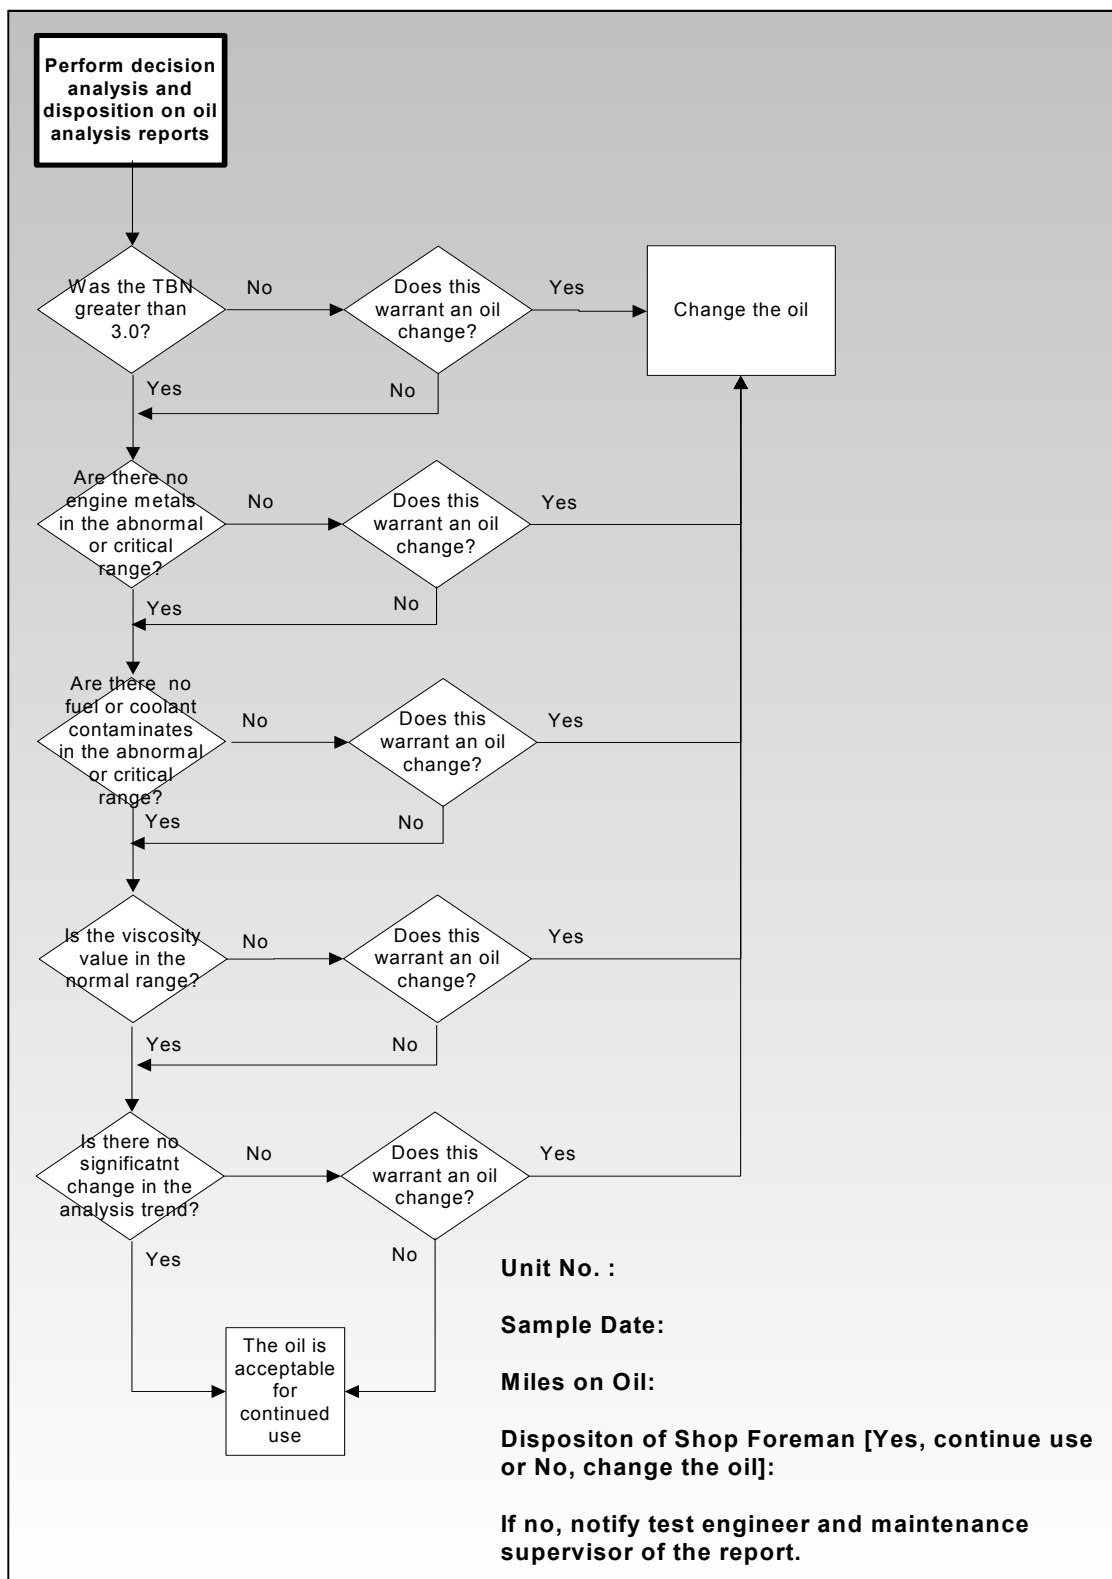 Perform decision
analysis and
disposition on oil
analysis reports
Was the TBN
greater than
3.0?
No
Does this
warrant an oil
change?
Yes
Change the oil
Yes
No
Are there no
engine metals
in the abnormal
or critical
range?
No
Does this
warrant an oil
change?
Yes
Yes
No
Are there no
fuel or coolant
contaminates
in the abnormal
or critical
range?
No
Does this
warrant an oil
change?
Yes
Yes
No
Is the viscosity
value in the
normal range?
No
Does this
warrant an oil
change?
Yes
Yes
No
Is there no
significatnt
change in the
analysis trend?
No
Does this
warrant an oil
change?
Yes
Yes
No
The oil is
acceptable
for
continued
use
Unit No. :
Sample Date:
Miles on Oil:
Dispositon of Shop Foreman [Yes, continue use
or No, change the oil]:
If no, notify test engineer and maintenance
supervisor of the report.